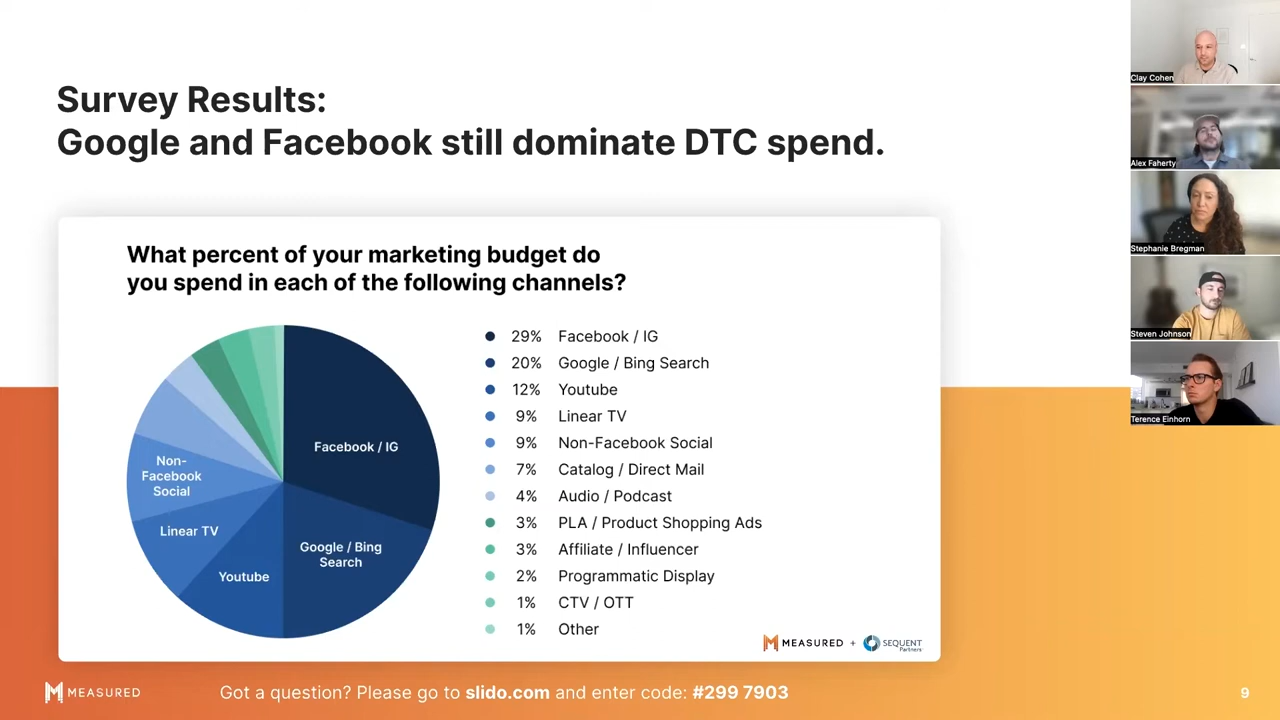 Survey Results:
Google and Facebook still dominate DTC spend.
What percent of your marketing budget do
you spend in each of the following channels?
Facebook / IG
Non-
Facebook
Social
Linear TV
Google / Bing
Search
Youtube
29% Facebook / IG
20% Google / Bing Search
12% Youtube
9% Linear TV
9% Non-Facebook Social
7% Catalog / Direct Mail
4% Audio / Podcast
3% PLA / Product Shopping Ads
3% Affiliate / Influencer
2% Programmatic Display
1% CTV / OTT
1% Other
MEASURED + SEQUENT
Partners
MEASURED
Got a question? Please go to slido.com and enter code: #299 7903
9
Clay Cohen
Alex Faherty
Stephanie Bregman
Steven Johnson
Terence Einhorn